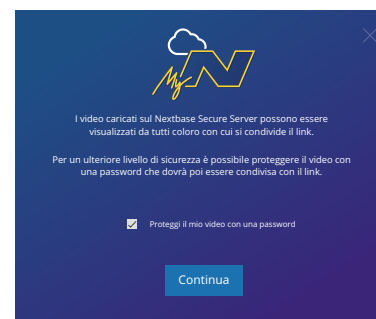 My N
I video caricati sul Nextbase Secure Server possono essere
visualizzati da tutti coloro con cui si condivide il link.
Per un ulteriore livello di sicurezza è possibile proteggere il video con
una password che dovrà poi essere condivisa con il link.
Proteggi il mio video con una password
Continua